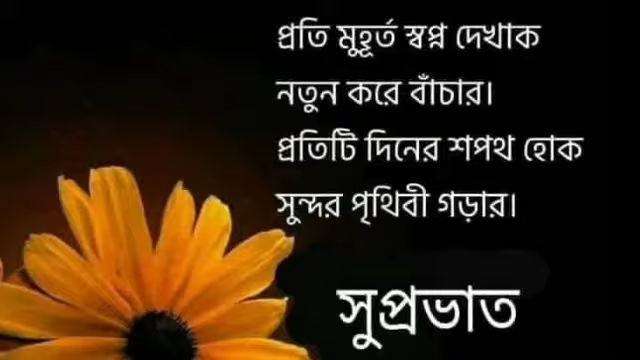 প্রতি মুহূর্ত স্বপ্ন দেখাক
নতুন করে বাঁচার।
প্রতিটি দিনের শপথ হোক
সুন্দর পৃথিবী গড়ার।
সুপ্রভাত